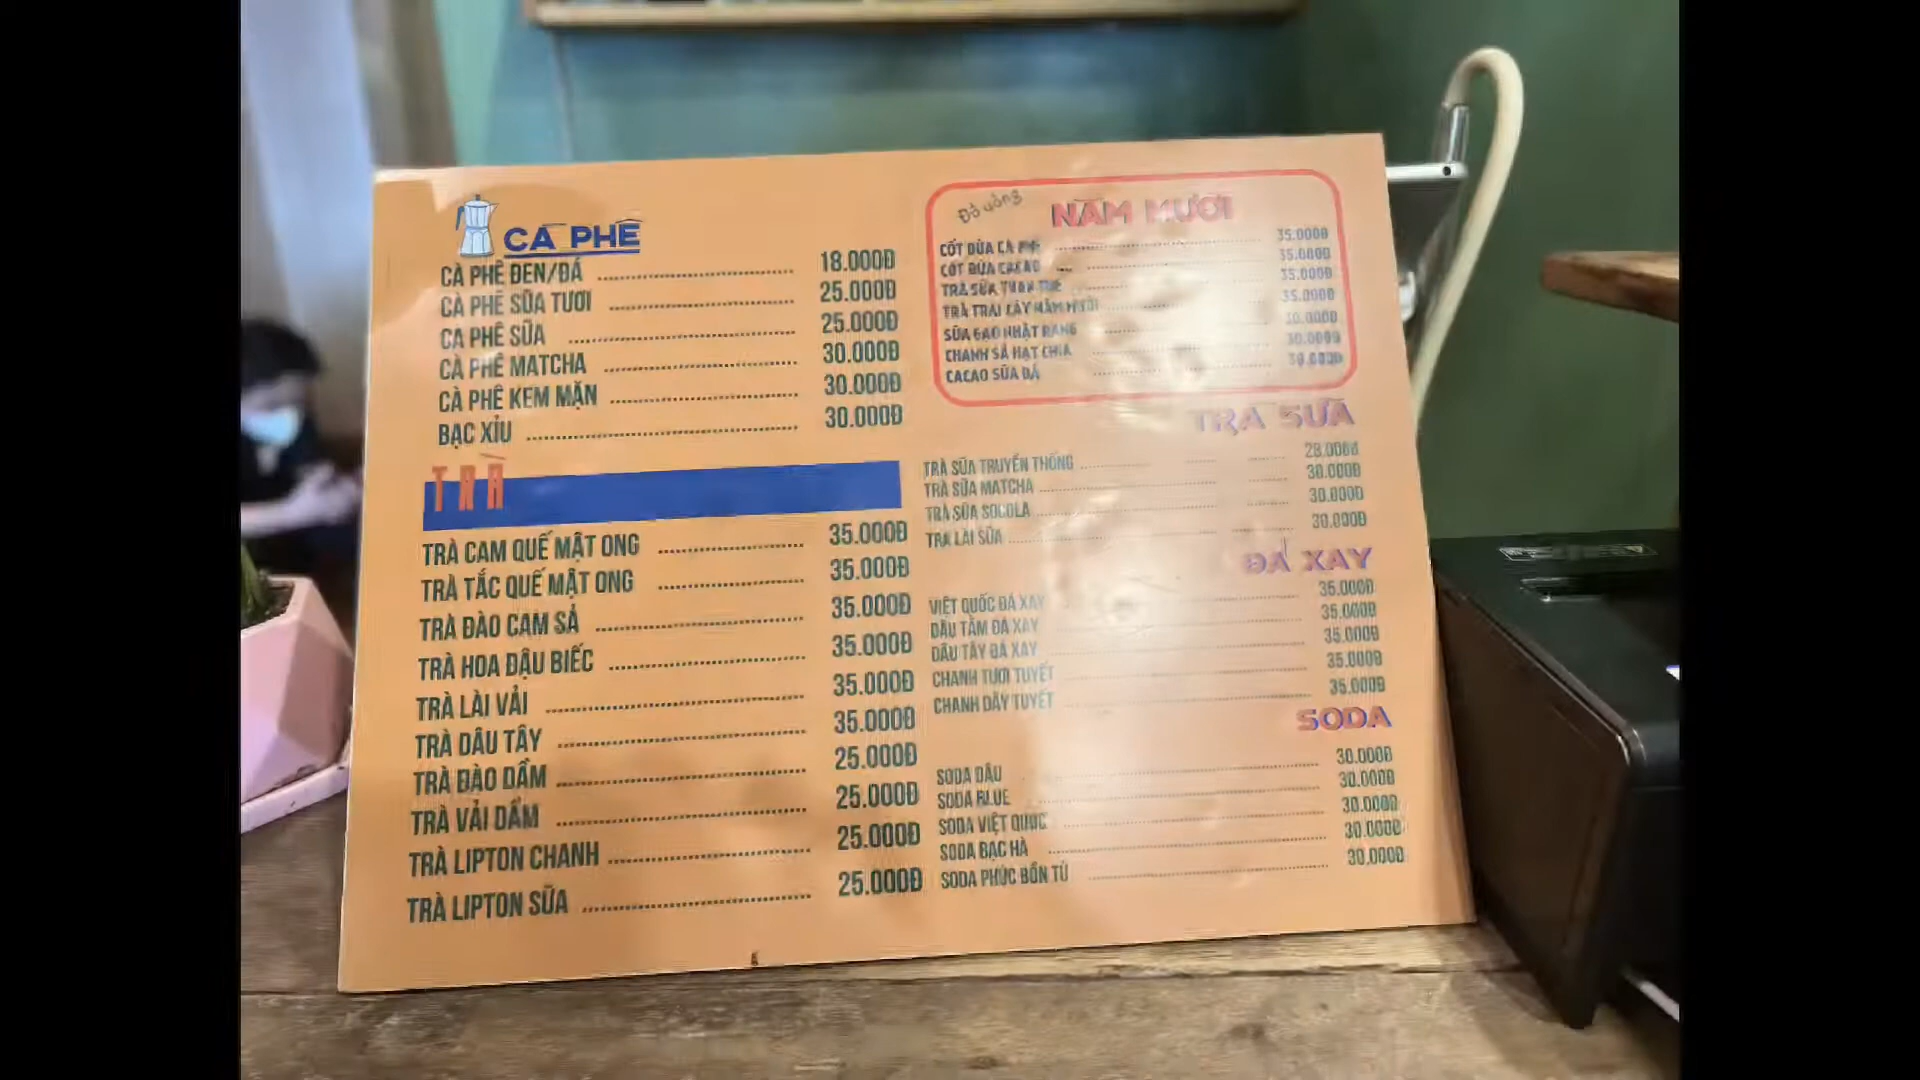 CÀ PHÊ
CÀ PHÊ ĐEN/ĐÁ 18.000Đ
CÀ PHÊ SỮA TƯƠI 25.000Đ
CÀ PHÊ SỮA 25.000Đ
CÀ PHÊ MATCHA 30.000Đ
CÀ PHÊ KEM MẶN 30.000Đ
BẠC XỈU 30.000Đ
TRÀ
TRÀ CAM QUẾ MẬT ONG 35.000Đ
TRÀ TẮC QUẾ MẬT ONG 35.000Đ
TRÀ ĐÀO CAM SẢ 35.000Đ
TRÀ HOA ĐẬU BIẾC 35.000Đ
TRÀ LÀI VẢI 35.000Đ
TRÀ DÂU TÂY 35.000Đ
TRÀ ĐÀO DẦM 25.000Đ
TRÀ VẢI DẦM 25.000Đ
TRÀ LIPTON CHANH 25.000Đ
TRÀ LIPTON SỮA 25.000Đ
Đồ uống
NĂM MƯƠI
CỐT DỪA CÀ PHÊ 35.000Đ
CỐT DỪA CACAO 35.000Đ
TRÀ SỮA 35.000Đ
TRÀ TRÁI CÂY NĂM MƯƠI 35.000Đ
SỮA GẠO NHẬT RANG 30.000Đ
CHANH SẢ HẠT CHIA 30.000Đ
CACAO SỮA ĐÁ 30.000Đ
TRÀ SỮA
TRÀ SỮA TRUYỀN THỐNG 28.000Đ
TRÀ SỮA MATCHA 30.000Đ
TRÀ SỮA SOCOLA 30.000Đ
TRÀ LÀI SỮA 30.000Đ
ĐÁ XAY
VIỆT QUỐC ĐÁ XAY 35.000Đ
DÂU TẰM ĐÁ XAY 35.000Đ
DÂU TÂY ĐÁ XAY 35.000Đ
CHANH TƯƠI TUYẾT 35.000Đ
CHANH DÂY TUYẾT 35.000Đ
SODA
SODA DÂU 30.000Đ
SODA BLUE 30.000Đ
SODA VIỆT QUỐC 30.000Đ
SODA BẠC HÀ 30.000Đ
SODA PHÚC BỒN TỬ 30.000Đ